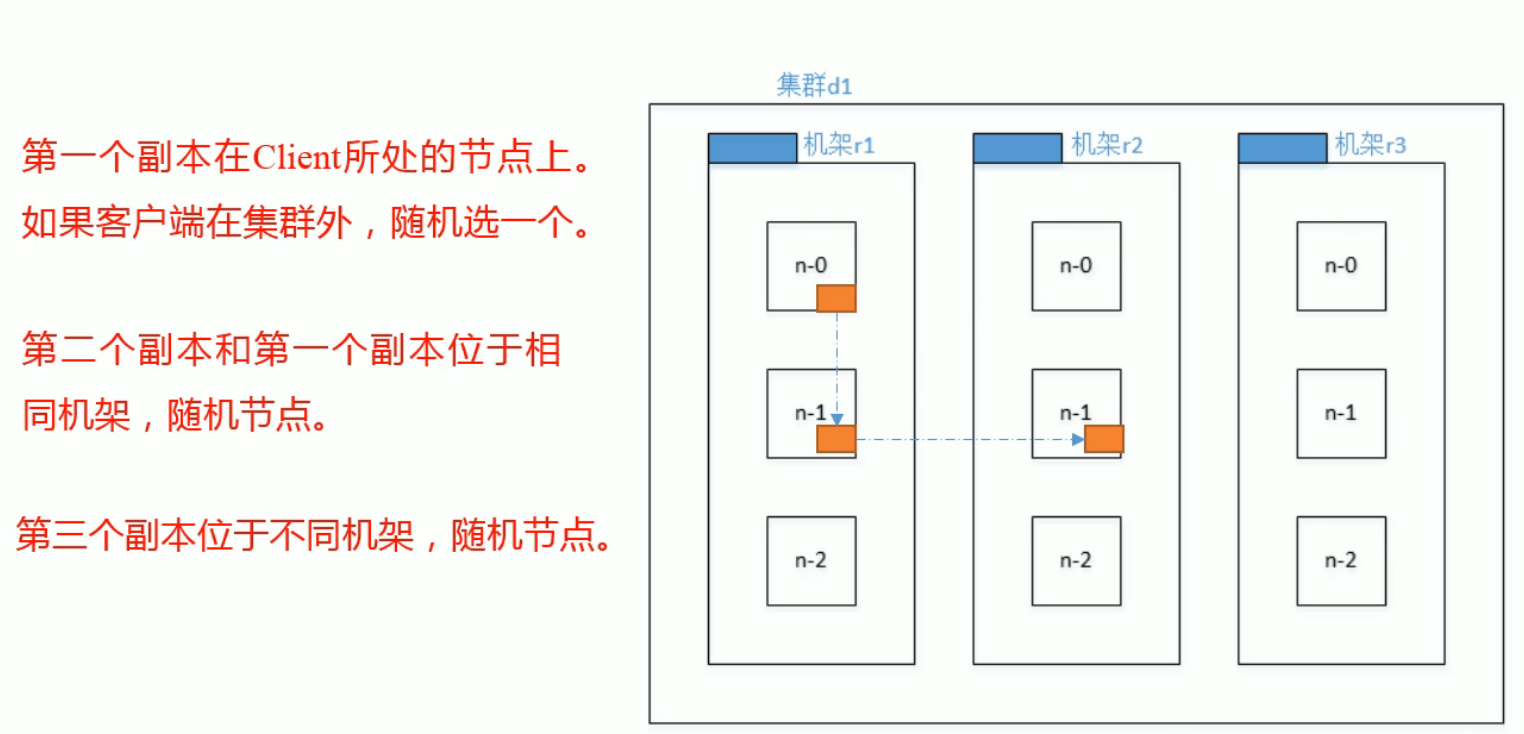 第一个副本在Client所处的节点上。
如果客户端在集群外，随机选一个。
第二个副本和第一个副本位于相
同机架，随机节点。
第三个副本位于不同机架，随机节点。
集群d1
机架r1
机架r2
机架r3
n-0
n-0
n-0
n-1
n-1
n-1
n-2
n-2
n-2